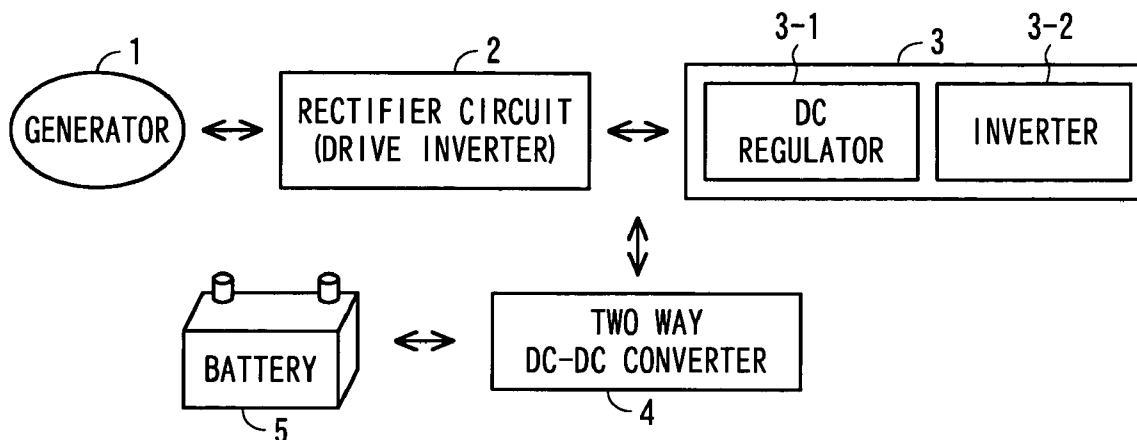 1
2
3-1
3
3-2
GENERATOR
RECTIFIER CIRCUIT
(DRIVE INVERTER)
DC
REGULATOR
INVERTER
BATTERY
TWO WAY
DC-DC CONVERTER
5
4